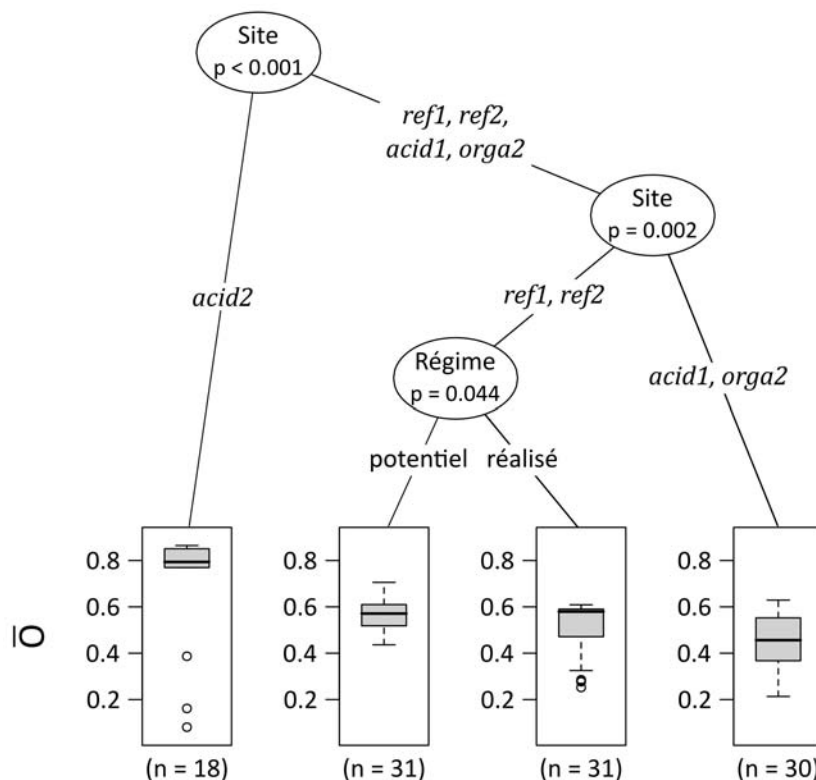 Site
p < 0.001
ref1, ref2,
acid1, orga2
Site
p = 0.002
acid2
ref1, ref2
Régime
p = 0.044
acid1, orga2
potentiel
réalisé
0.8
0.6
0.4
0.2
0.8
0.6
0.4
0.2
0.8
0.6
0.4
0.2
0.8
0.6
0.4
0.2
O̅
(n = 18)
(n = 31)
(n = 31)
(n = 30)